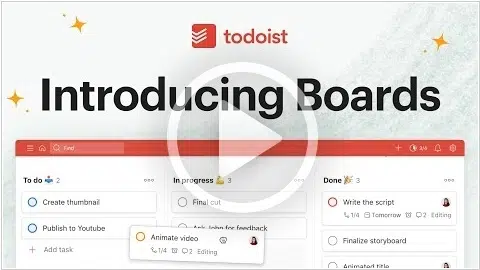 todoist
Introducing Boards
Find
3/4
To do 2
In progress 3
Done 3
Create thumbnail
Final cut
Write the script
1/4 Tomorrow 2 Editing
Publish to Youtube
Ask John for feedback
Add task
Animate video
1/4 2 Editing
Finalize storyboard
Animated title